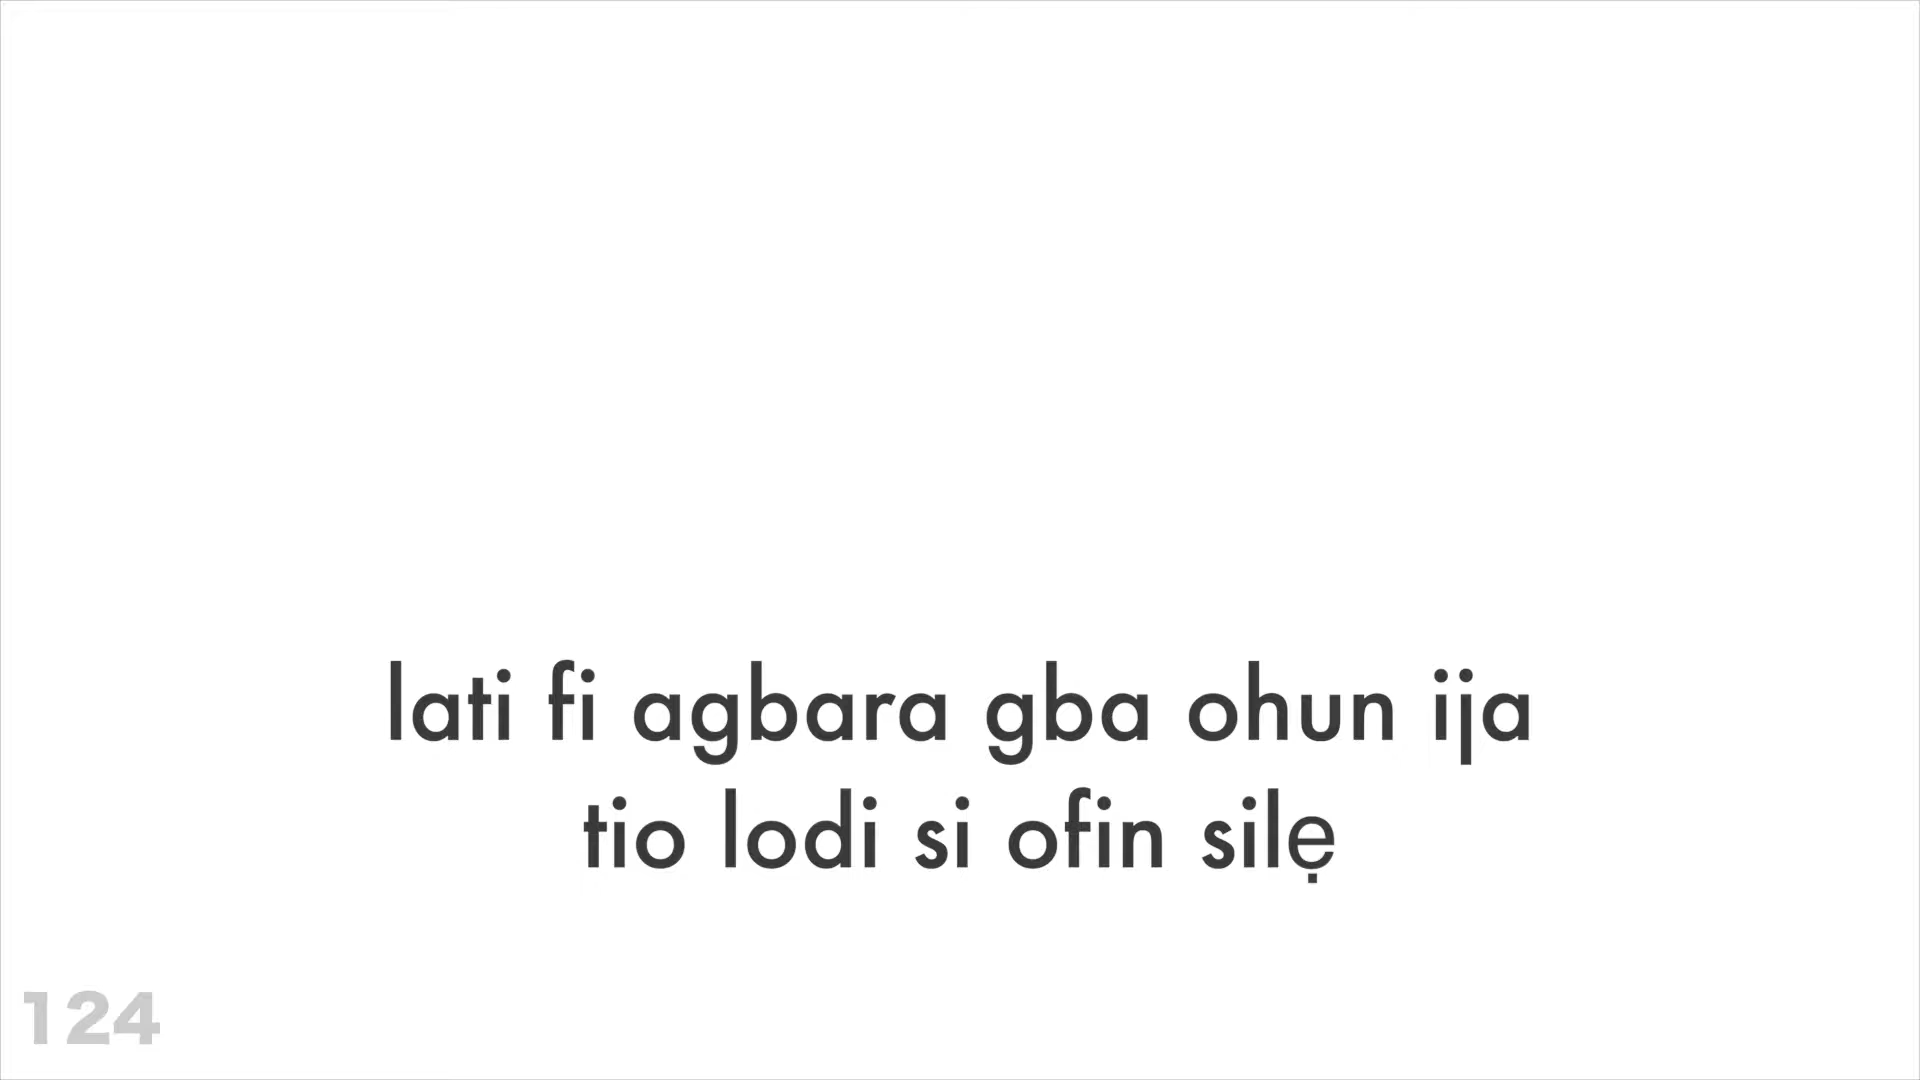 lati fi agbara gba ohun ija
tio lodi si ofin silẹ
124